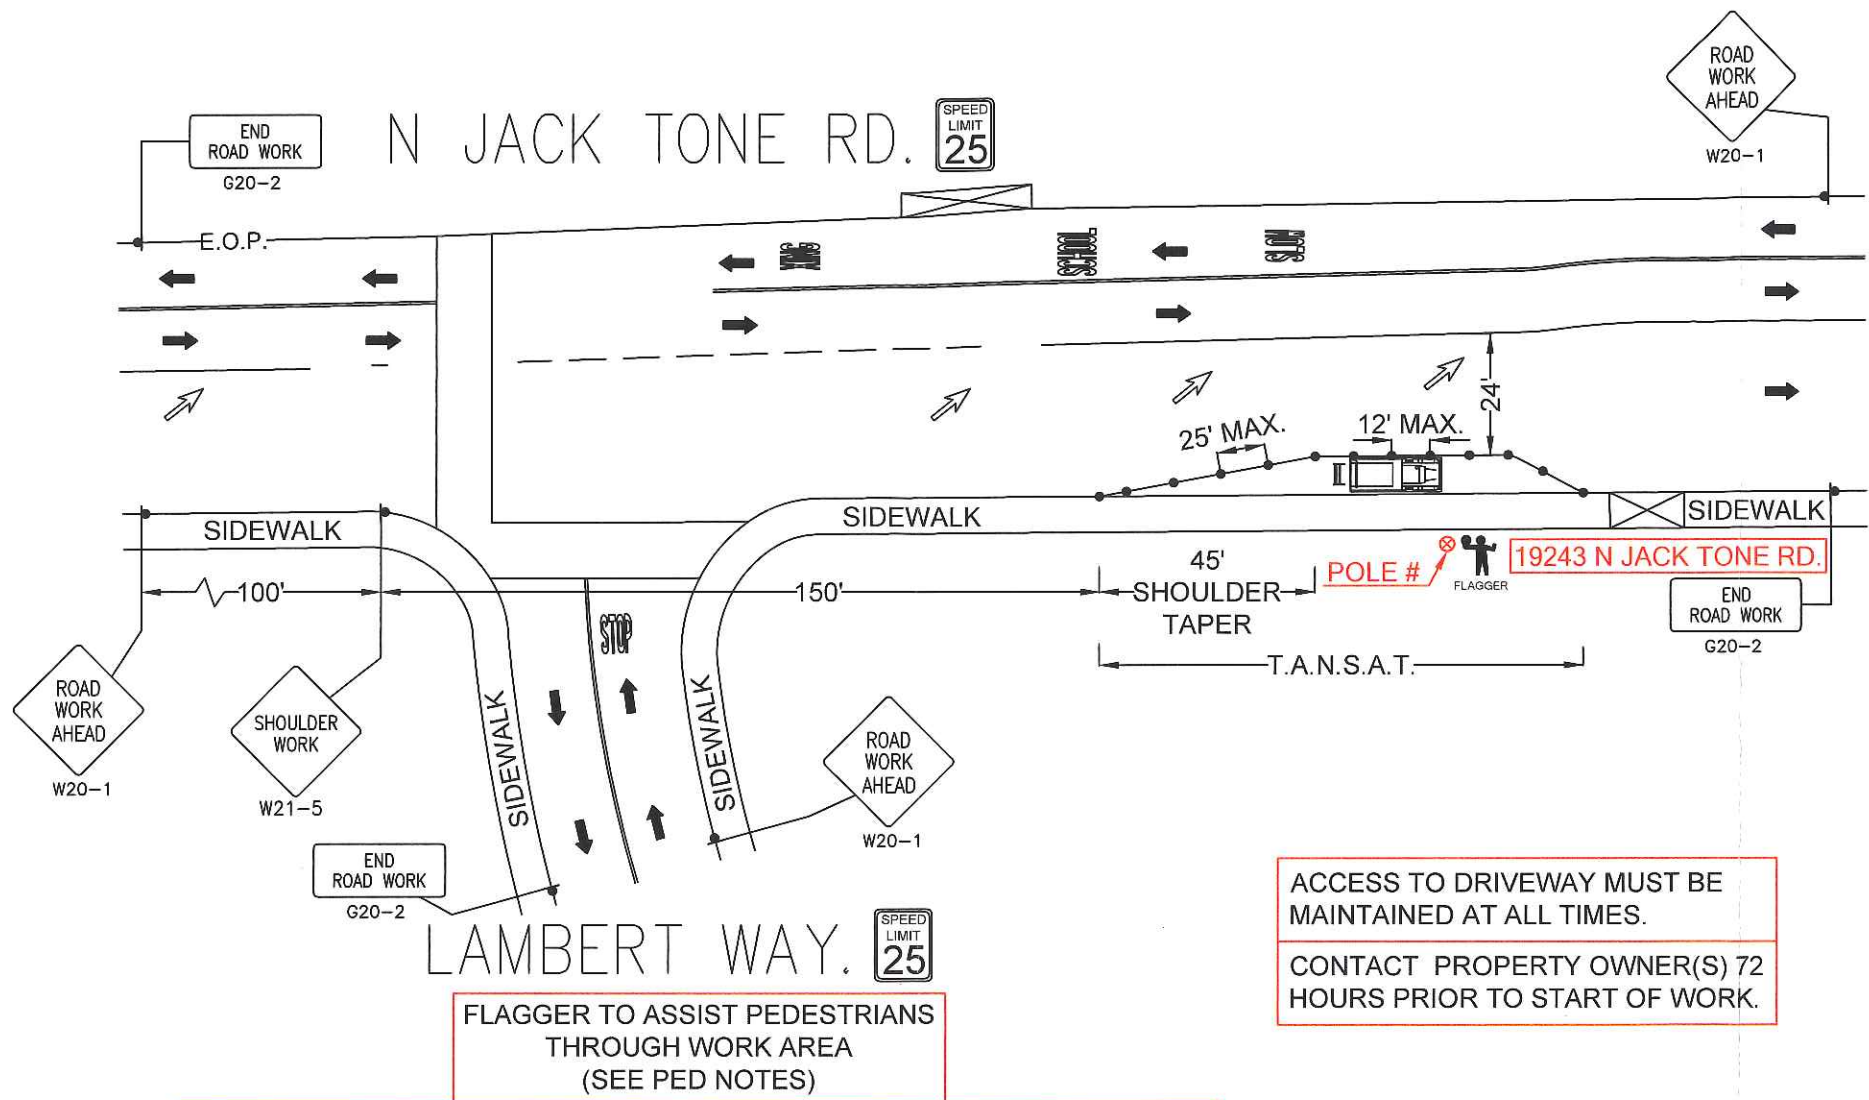 END
ROAD WORK
G20-2
N JACK TONE RD.
SPEED
LIMIT
25
ROAD
WORK
AHEAD
W20-1
E.O.P.
XING
SCHOOL
SLOW
24'
25' MAX.
12' MAX.
SIDEWALK
SIDEWALK
SIDEWALK
100'
150'
45'
SHOULDER
TAPER
POLE #
FLAGGER
19243 N JACK TONE RD.
END
ROAD WORK
G20-2
T.A.N.S.A.T.
STOP
ROAD
WORK
AHEAD
W20-1
SHOULDER
WORK
W21-5
SIDEWALK
SIDEWALK
ROAD
WORK
AHEAD
W20-1
END
ROAD WORK
G20-2
LAMBERT WAY.
SPEED
LIMIT
25
ACCESS TO DRIVEWAY MUST BE
MAINTAINED AT ALL TIMES.
CONTACT PROPERTY OWNER(S) 72
HOURS PRIOR TO START OF WORK.
FLAGGER TO ASSIST PEDESTRIANS
THROUGH WORK AREA
(SEE PED NOTES)